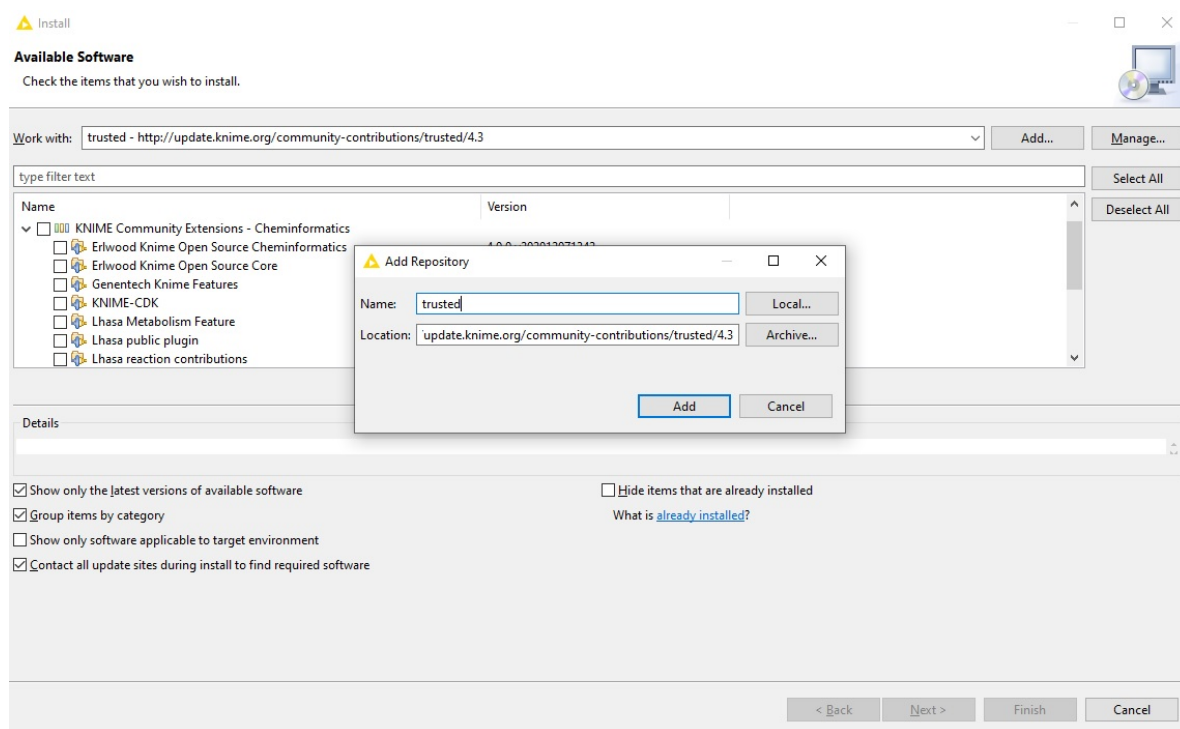 Install
Available Software
Check the items that you wish to install.
Work with: trusted - http://update.knime.org/community-contributions/trusted/4.3 Add... Manage...
type filter text Select All
Name Version Deselect All
KNIME Community Extensions - Cheminformatics
Erlwood Knime Open Source Cheminformatics
Erlwood Knime Open Source Core
Genentech Knime Features
KNIME-CDK
Lhasa Metabolism Feature
Lhasa public plugin
Lhasa reaction contributions
Add Repository
Name: trusted Local...
Location: update.knime.org/community-contributions/trusted/4.3 Archive...
Add Cancel
Details
Show only the latest versions of available software
Hide items that are already installed
Group items by category
What is already installed?
Show only software applicable to target environment
Contact all update sites during install to find required software
< Back Next > Finish Cancel